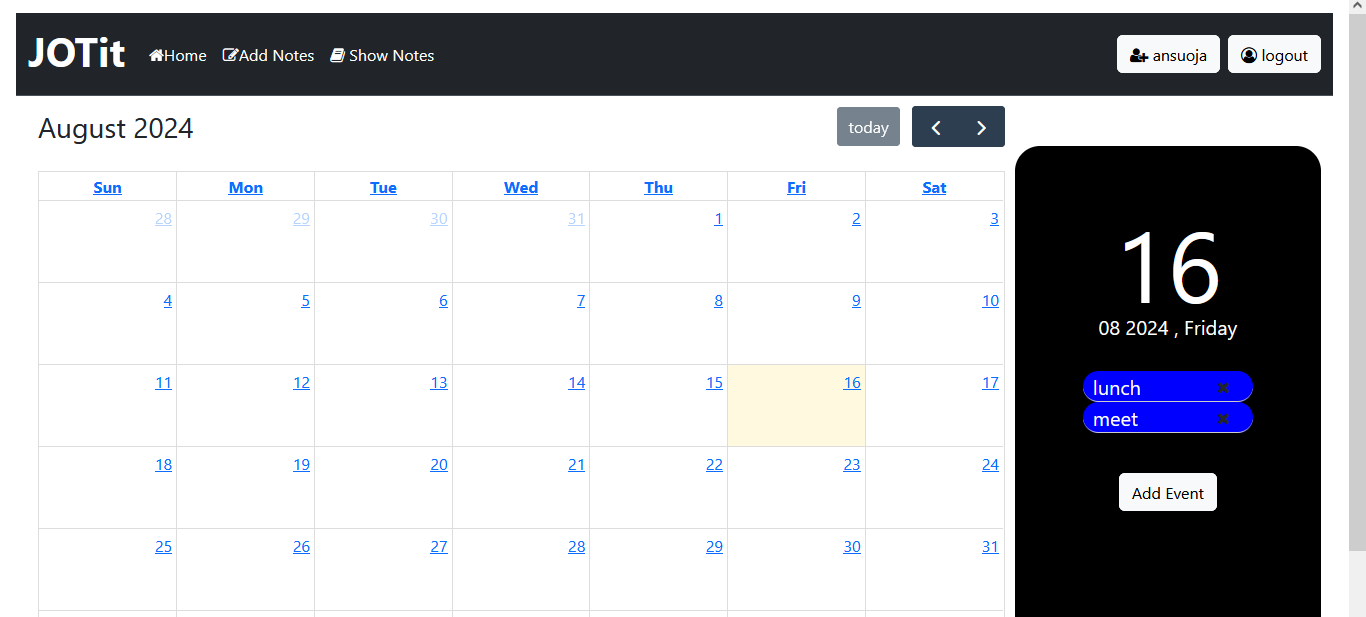 JOTit Home Add Notes Show Notes ansuoja logout
August 2024 today
Sun Mon Tue Wed Thu Fri Sat
28 29 30 31 1 2 3
4 5 6 7 8 9 10
11 12 13 14 15 16 17
18 19 20 21 22 23 24
25 26 27 28 29 30 31
16
08 2024 , Friday
lunch
meet
Add Event